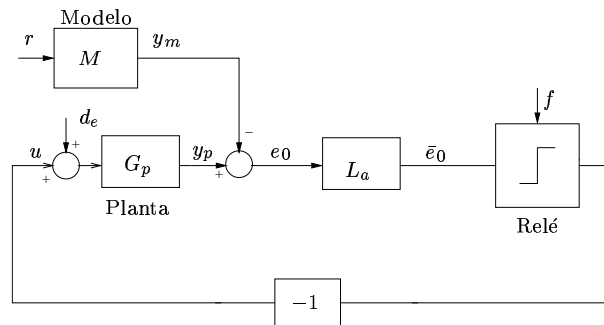 Modelo
r
M
y_m
d_e
+
−
f
u
+
G_p
y_p
+
e_0
L_a
ē_0
Planta
Relé
−1